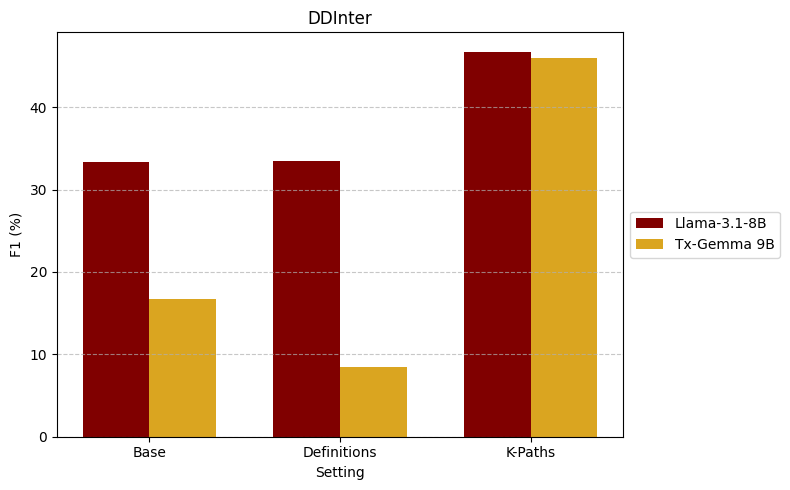 DDInter
F1 (%)
40
30
20
10
0
Base
Definitions
K-Paths
Setting
Llama-3.1-8B
Tx-Gemma 9B